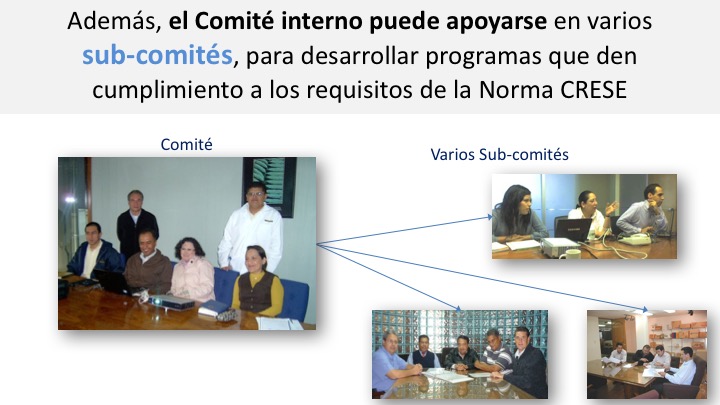 Además, el Comité interno puede apoyarse en varios
sub-comités, para desarrollar programas que den
cumplimiento a los requisitos de la Norma CRESE
Comité
Varios Sub-comités